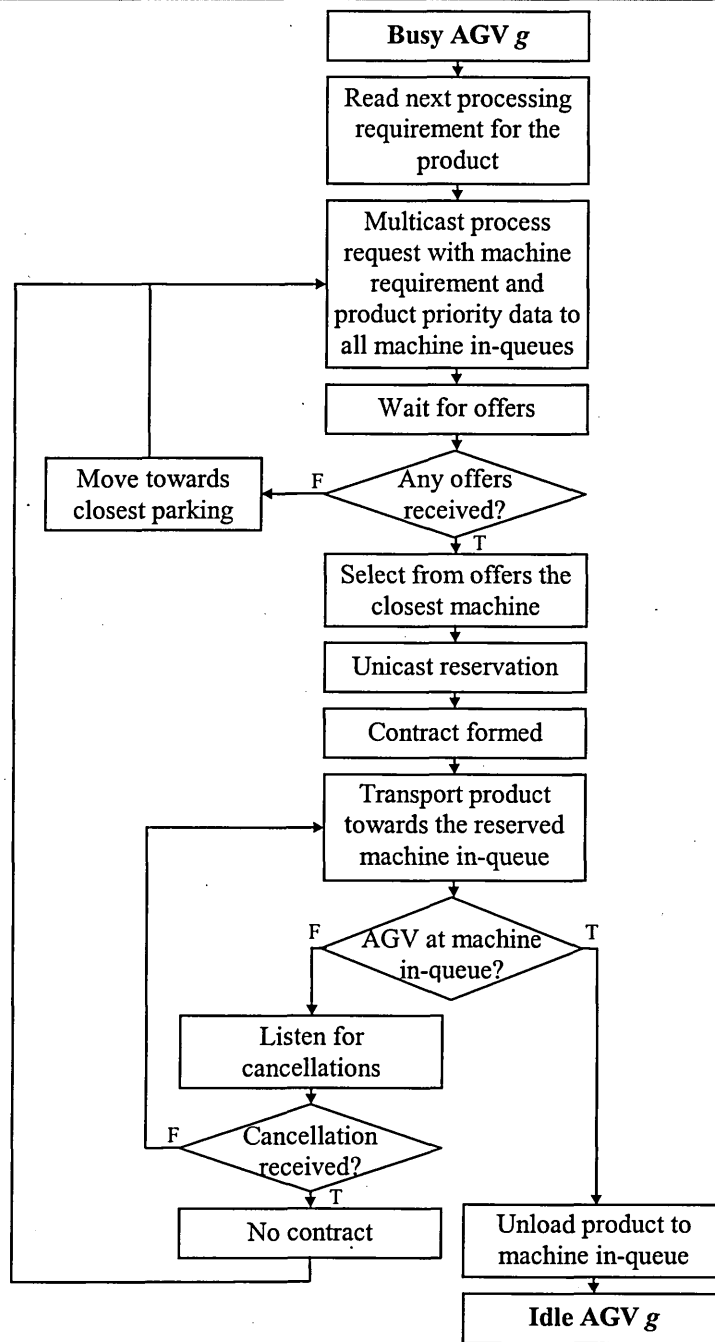 Busy AGV g
Read next processing
requirement for the
product
Multicast process
request with machine
requirement and
product priority data to
all machine in-queues
Wait for offers
Move towards
closest parking
F
Any offers
received?
T
Select from offers the
closest machine
Unicast reservation
Contract formed
Transport product
towards the reserved
machine in-queue
F
AGV at machine
in-queue?
T
Listen for
cancellations
F
Cancellation
received?
T
No contract
Unload product to
machine in-queue
Idle AGV g